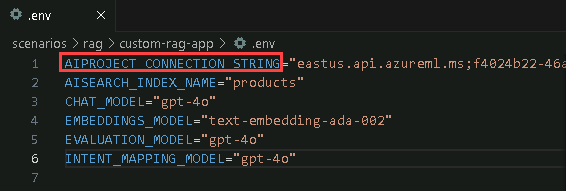 .env
scenarios > rag > custom-rag-app > .env
1 AIPROJECT_CONNECTION_STRING="eastus.api.azureml.ms;f4024b22-46a
2 AISEARCH_INDEX_NAME="products"
3 CHAT_MODEL="gpt-4o"
4 EMBEDDINGS_MODEL="text-embedding-ada-002"
5 EVALUATION_MODEL="gpt-4o"
6 INTENT_MAPPING_MODEL="gpt-4o"
7